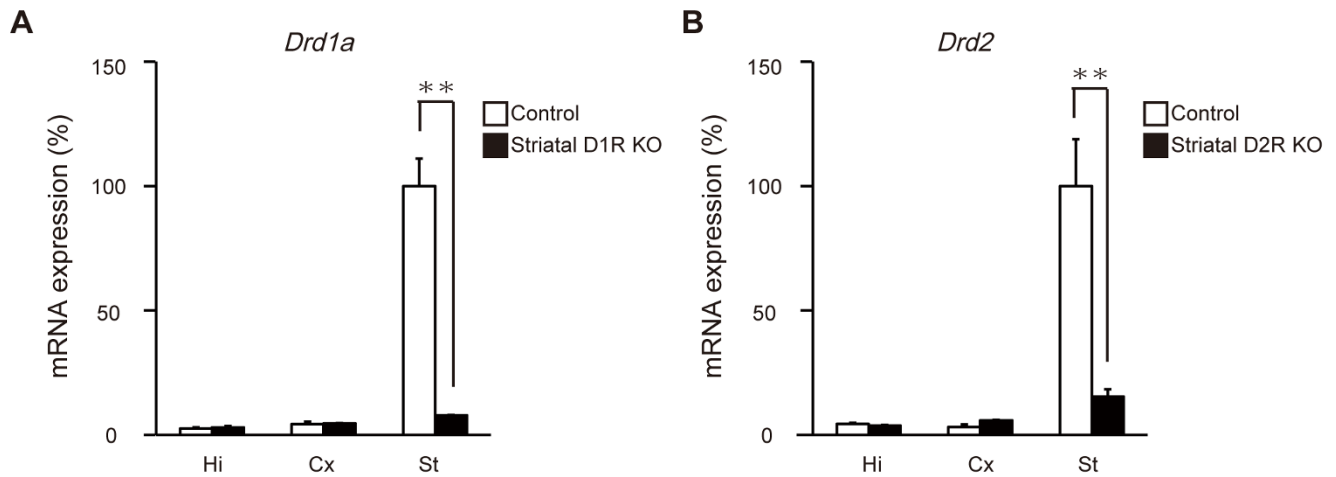 A
Drd1a
mRNA expression (%)
150
100
50
0
**
Control
Striatal D1R KO
Hi Cx St
B
Drd2
mRNA expression (%)
150
100
50
0
**
Control
Striatal D2R KO
Hi Cx St